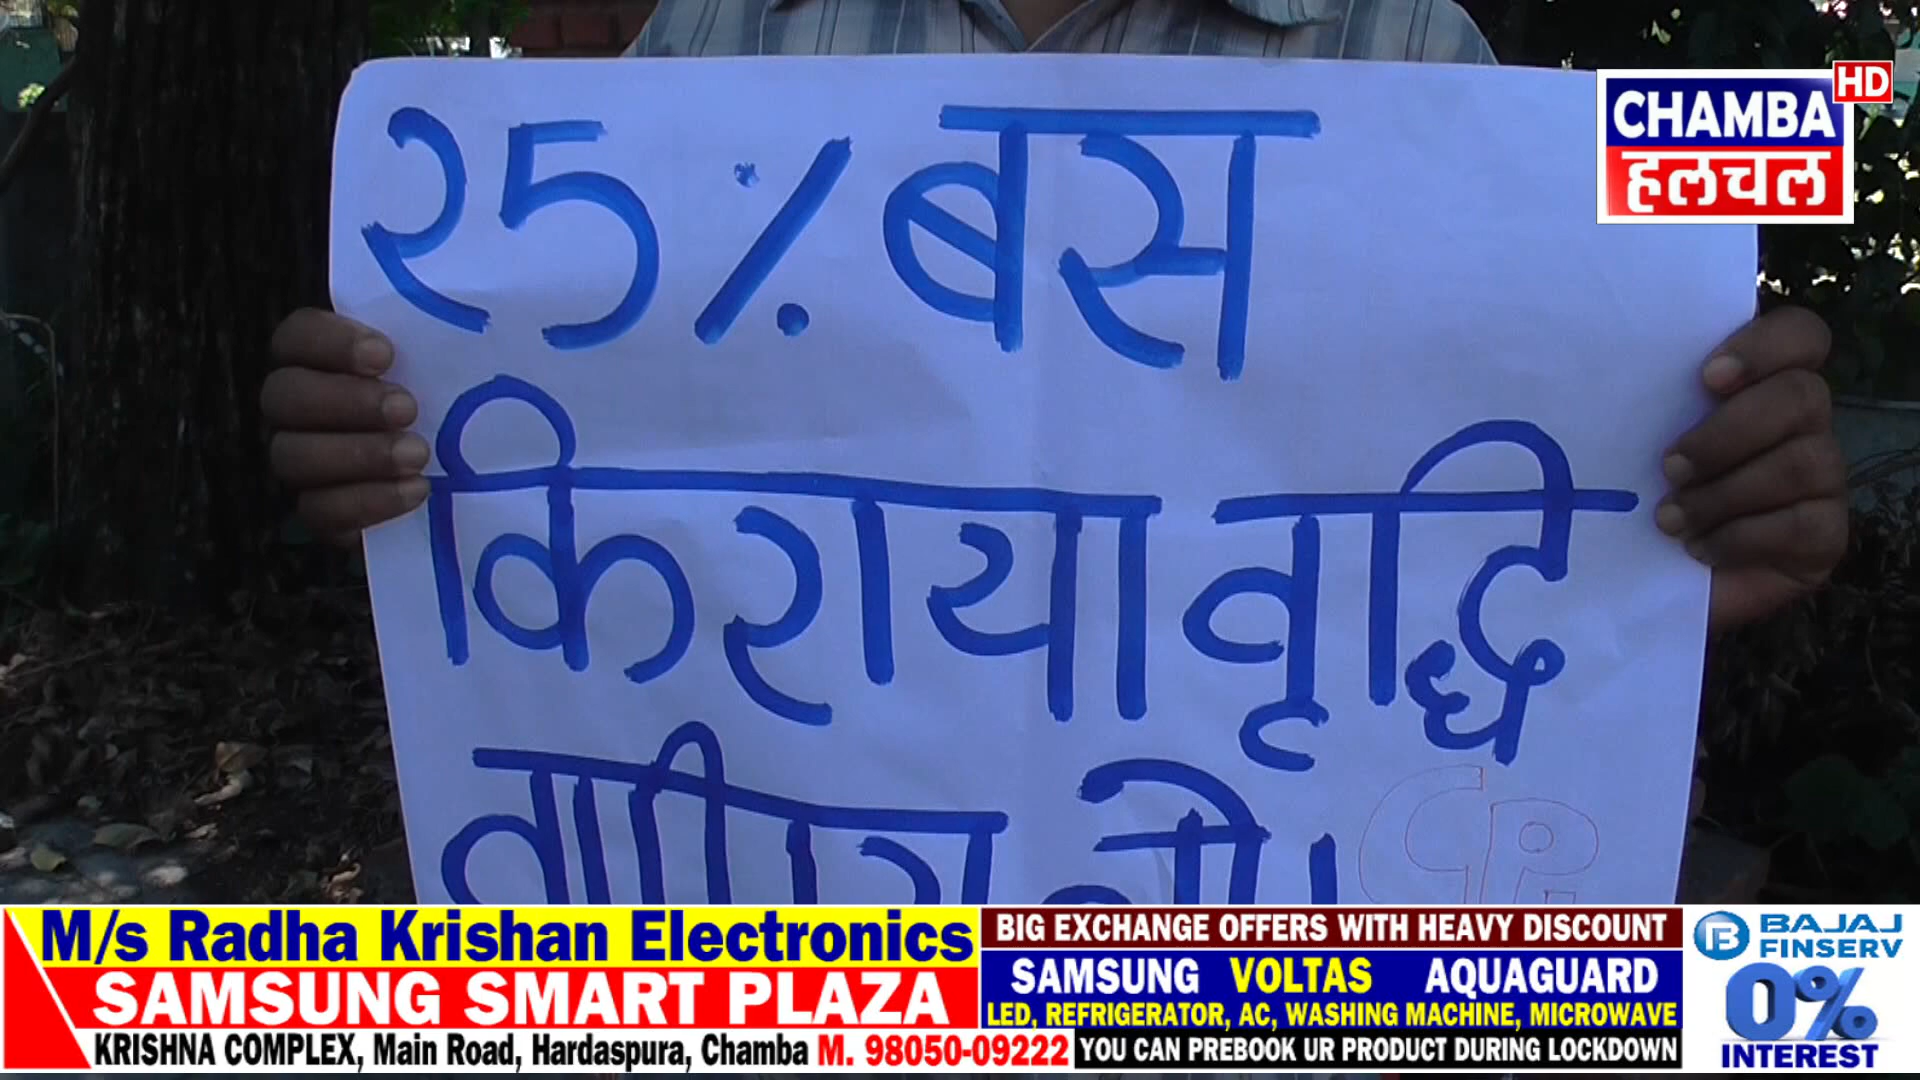 २5% बस
किराया वृद्धि
CPI
CHAMBA HD
हलचल
M/s Radha Krishan Electronics
SAMSUNG SMART PLAZA
KRISHNA COMPLEX, Main Road, Hardaspura, Chamba M. 98050-09222
BIG EXCHANGE OFFERS WITH HEAVY DISCOUNT
SAMSUNG VOLTAS AQUAGUARD
LED, REFRIGERATOR, AC, WASHING MACHINE, MICROWAVE
YOU CAN PREBOOK UR PRODUCT DURING LOCKDOWN
BAJAJ
FINSERV
0%
INTEREST